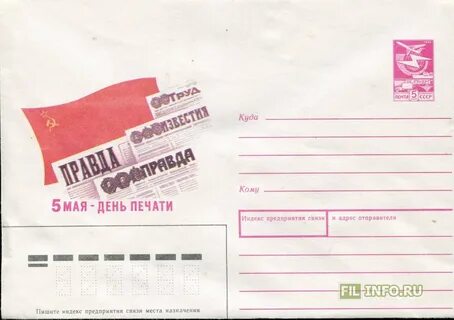 ТРУД
ИЗВЕСТИЯ
ПРАВДА
ПРАВДА
5 МАЯ - ДЕНЬ ПЕЧАТИ
ПОЧТА 5 СССР
Куда
Кому
Индекс предприятия связи и адрес отправителя
Пишите индекс предприятия связи места назначения
FIL-INFO.RU